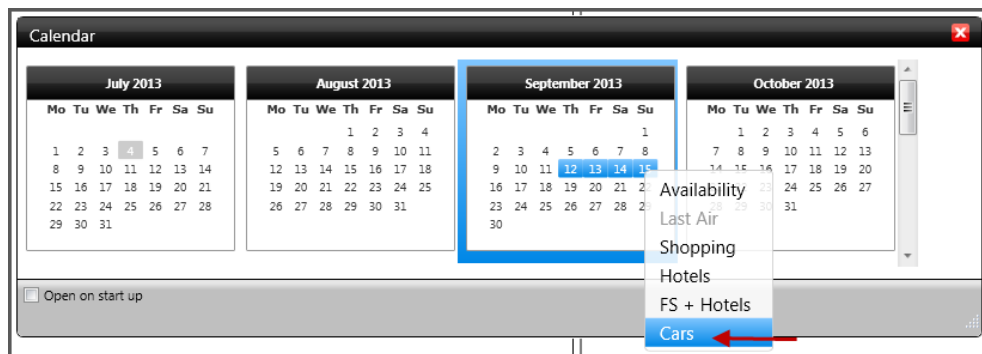 Calendar
July 2013
Mo Tu We Th Fr Sa Su
1 2 3 4 5 6 7
8 9 10 11 12 13 14
15 16 17 18 19 20 21
22 23 24 25 26 27 28
29 30 31
August 2013
Mo Tu We Th Fr Sa Su
1 2 3 4
5 6 7 8 9 10 11
12 13 14 15 16 17 18
19 20 21 22 23 24 25
26 27 28 29 30 31
September 2013
Mo Tu We Th Fr Sa Su
1
2 3 4 5 6 7 8
9 10 11 12 13 14 15
16 17 18 19 20 21 22
23 24 25 26 27 28 29
30
October 2013
Mo Tu We Th Fr Sa Su
1 2 3 4 5 6
7 8 9 10 11 12 13
14 15 16 17 18 19 20
23 24 25 26 27
28 29 30 31
Availability
Last Air
Shopping
Hotels
FS + Hotels
Cars
Open on start up